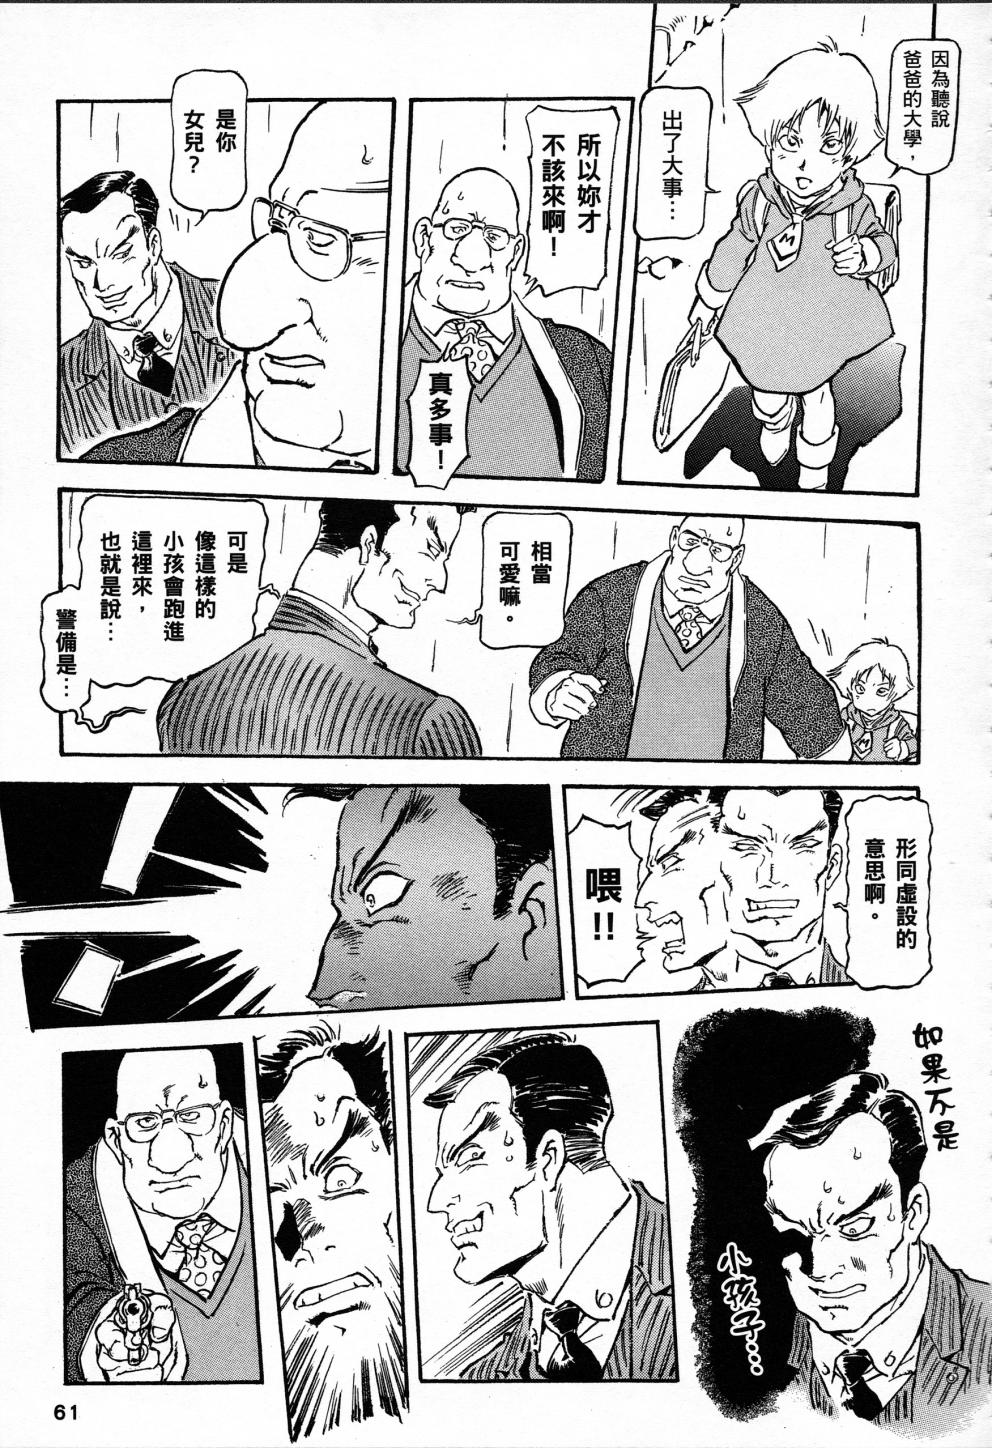 因為聽說
爸爸的大學，
出了大事…
M
所以妳才
不該來啊！
真多事！
是你
女兒？
相當
可愛嘛。
可是
像這樣的
小孩會跑進
這裡來，
也就是說…
警備是…
M
形同虛設的
意思啊。
喂!!
如果不是
小孩子……
61